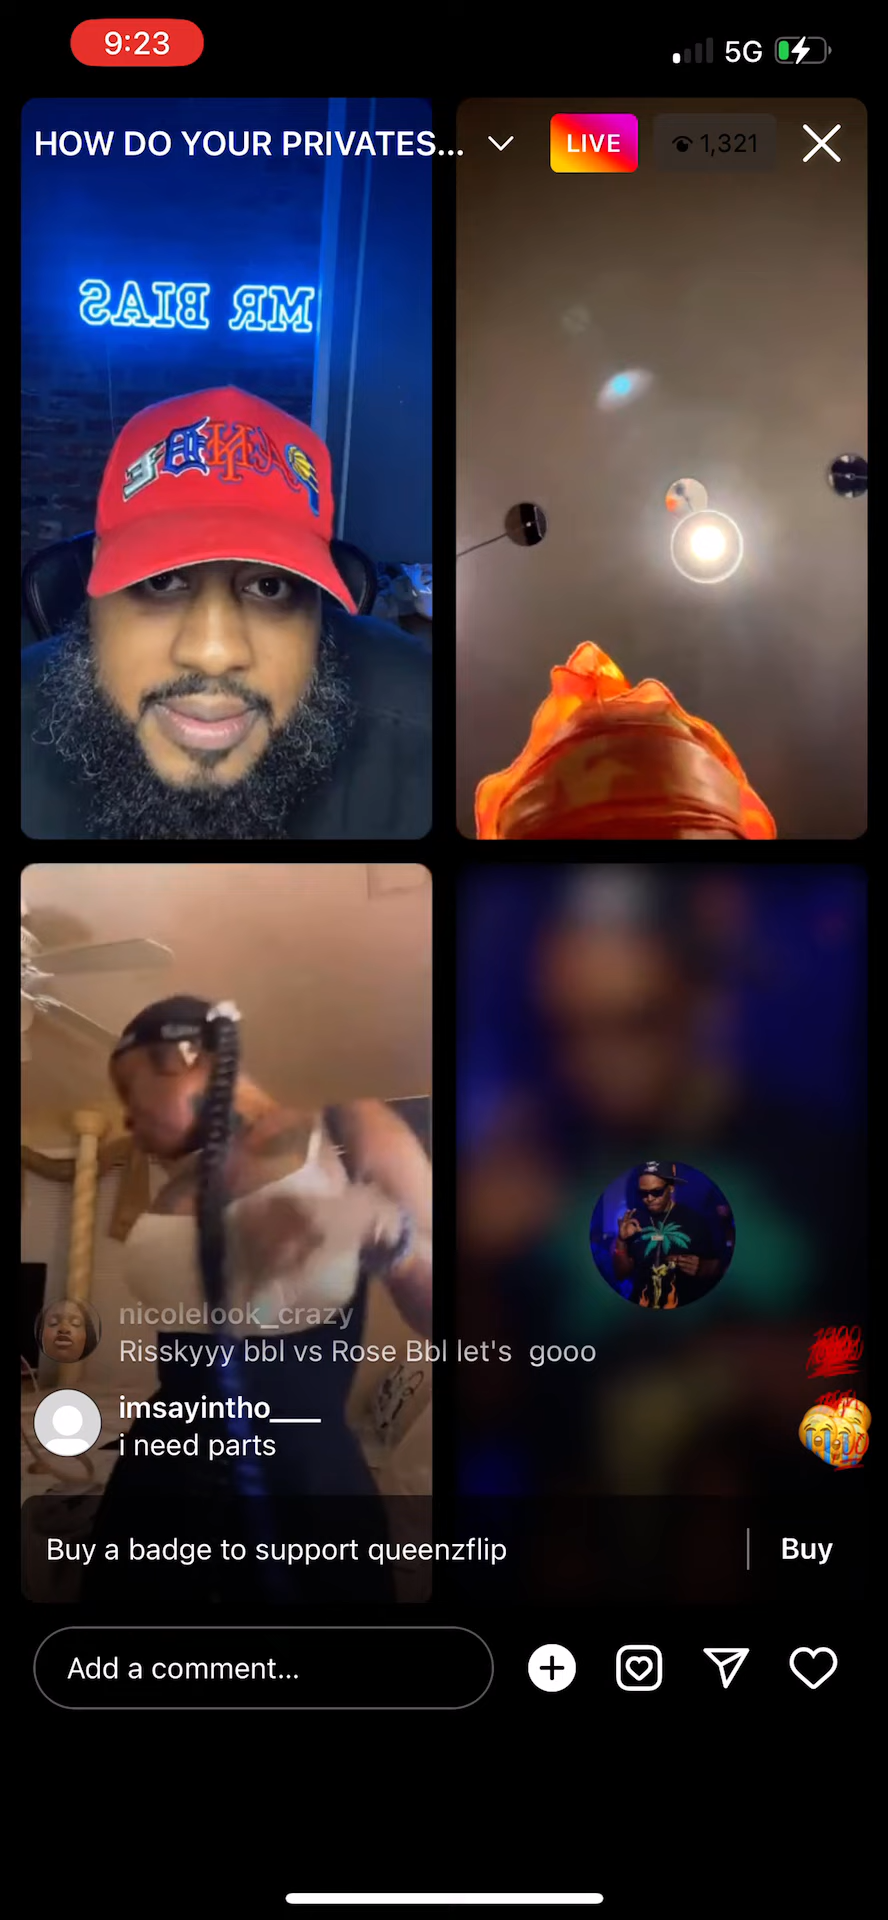 9:23
5G
HOW DO YOUR PRIVATES...
LIVE
1,321
MR BIAS
nicolelook_crazy
Risskyyy bbl vs Rose Bbl let's gooo
imsayintho___
i need parts
Buy a badge to support queenzflip
Buy
Add a comment...